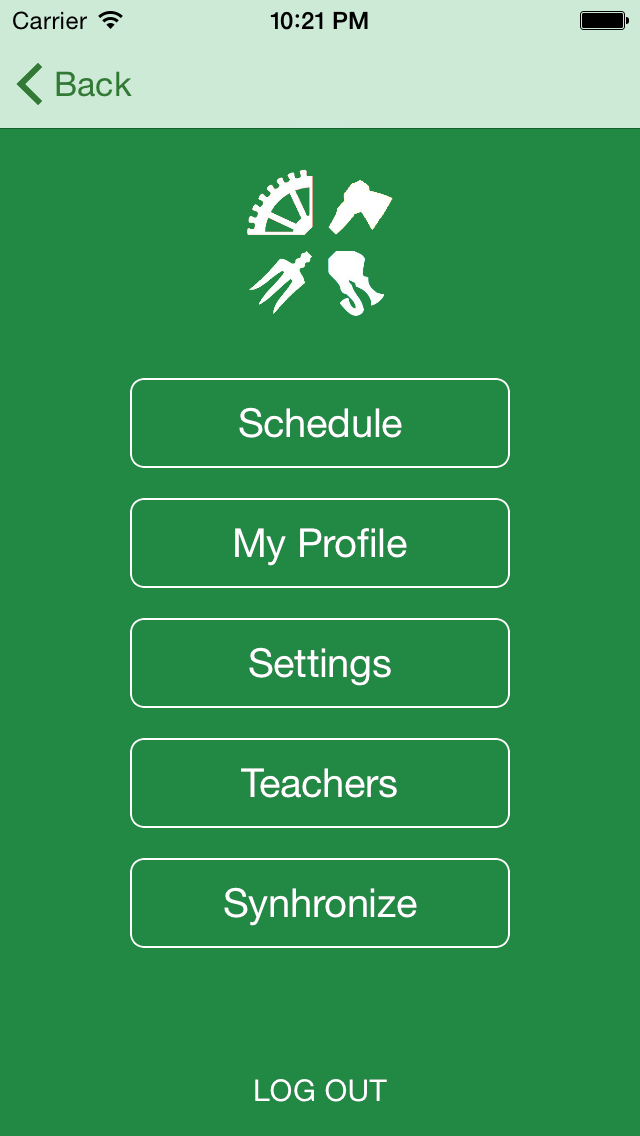 Carrier 10:21 PM
Back
Schedule
My Profile
Settings
Teachers
Synhronize
LOG OUT